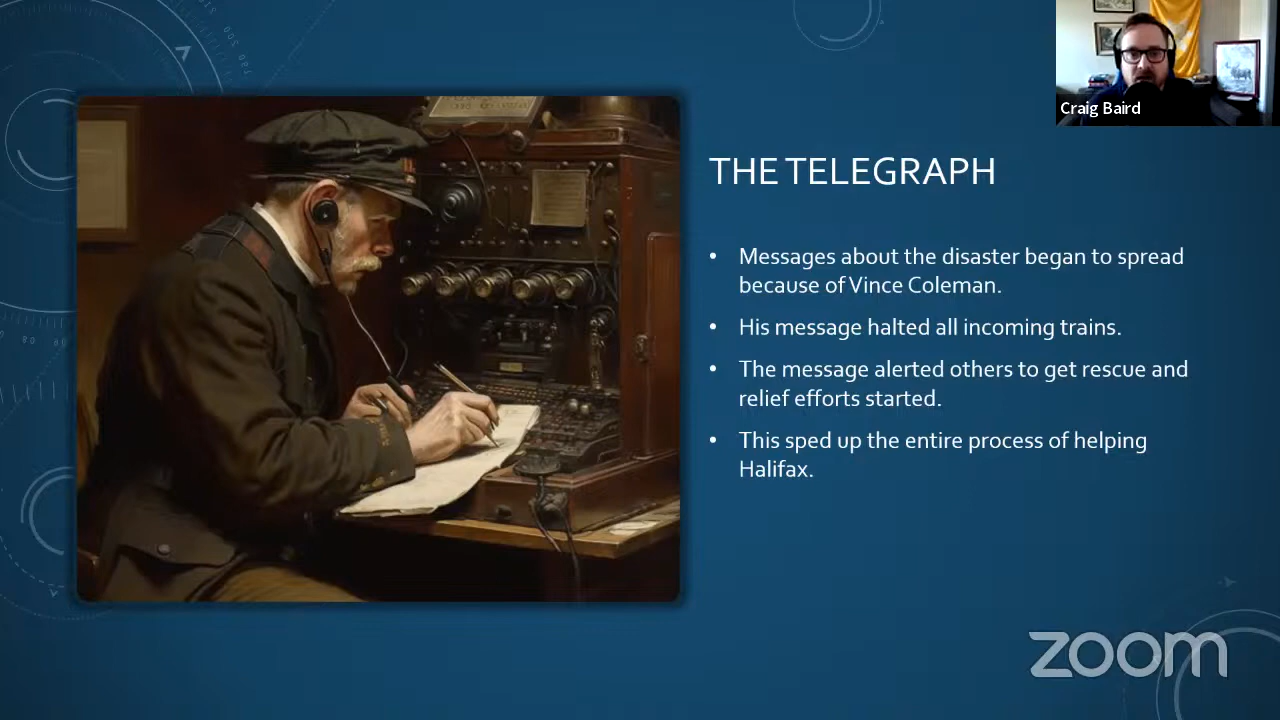 Craig Baird
THE TELEGRAPH
• Messages about the disaster began to spread
because of Vince Coleman.
• His message halted all incoming trains.
• The message alerted others to get rescue and
relief efforts started.
• This sped up the entire process of helping
Halifax.
zoom